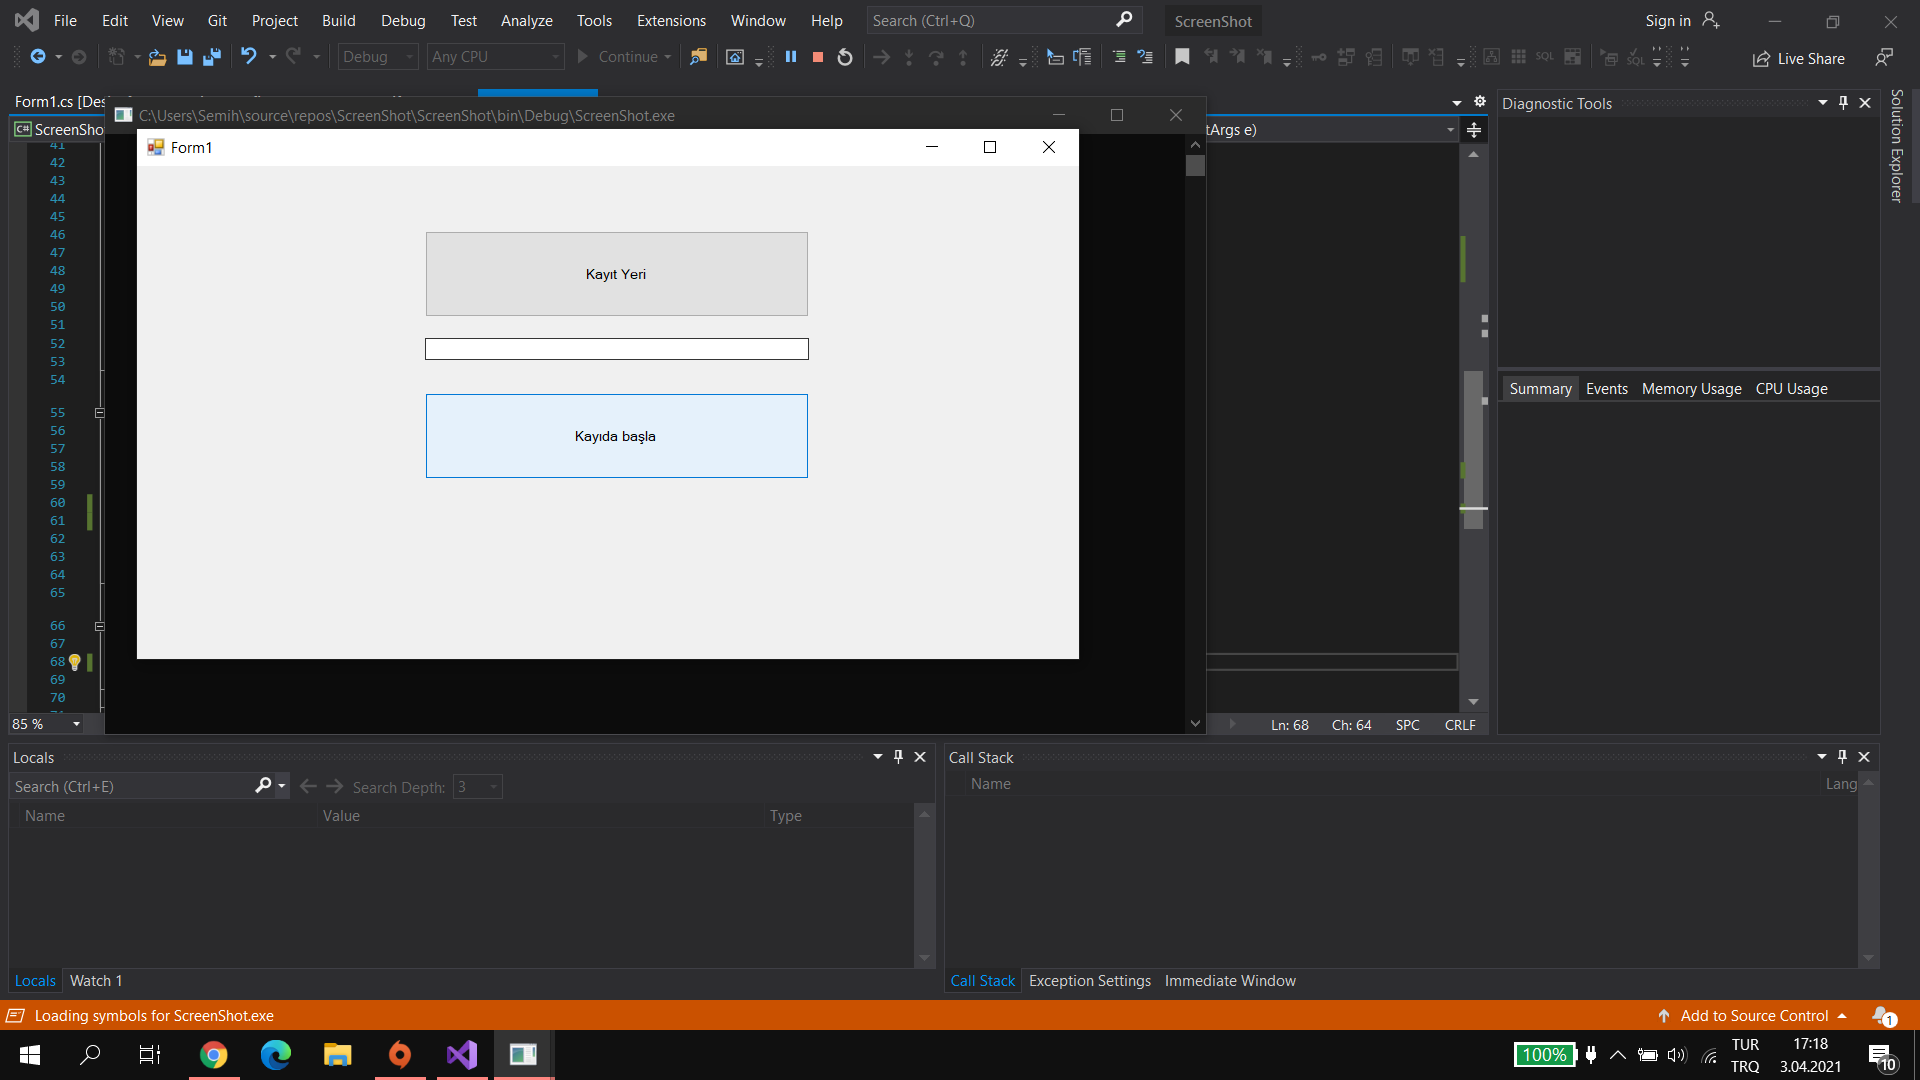 File Edit View Git Project Build Debug Test Analyze Tools Extensions Window Help Search (Ctrl+Q) ScreenShot Sign in
Debug Any CPU Continue SQL SQL Live Share
Form1.cs [Des
C:\Users\Semih\source\repos\ScreenShot\ScreenShot\bin\Debug\ScreenShot.exe
Diagnostic Tools
Solution Explorer
C# ScreenSho
tArgs e)
Form1
Kayıt Yeri
Kayıda başla
41
42
43
44
45
46
47
48
49
50
51
52
53
54
55
56
57
58
59
60
61
62
63
64
65
66
67
68
69
70
Summary Events Memory Usage CPU Usage
85 %
Ln: 68 Ch: 64 SPC CRLF
Locals
Search (Ctrl+E) Search Depth: 3
Name Value Type
Locals Watch 1
Call Stack
Name Lang
Call Stack Exception Settings Immediate Window
Loading symbols for ScreenShot.exe
Add to Source Control 1
100%
TUR
TRQ
17:18
3.04.2021
10